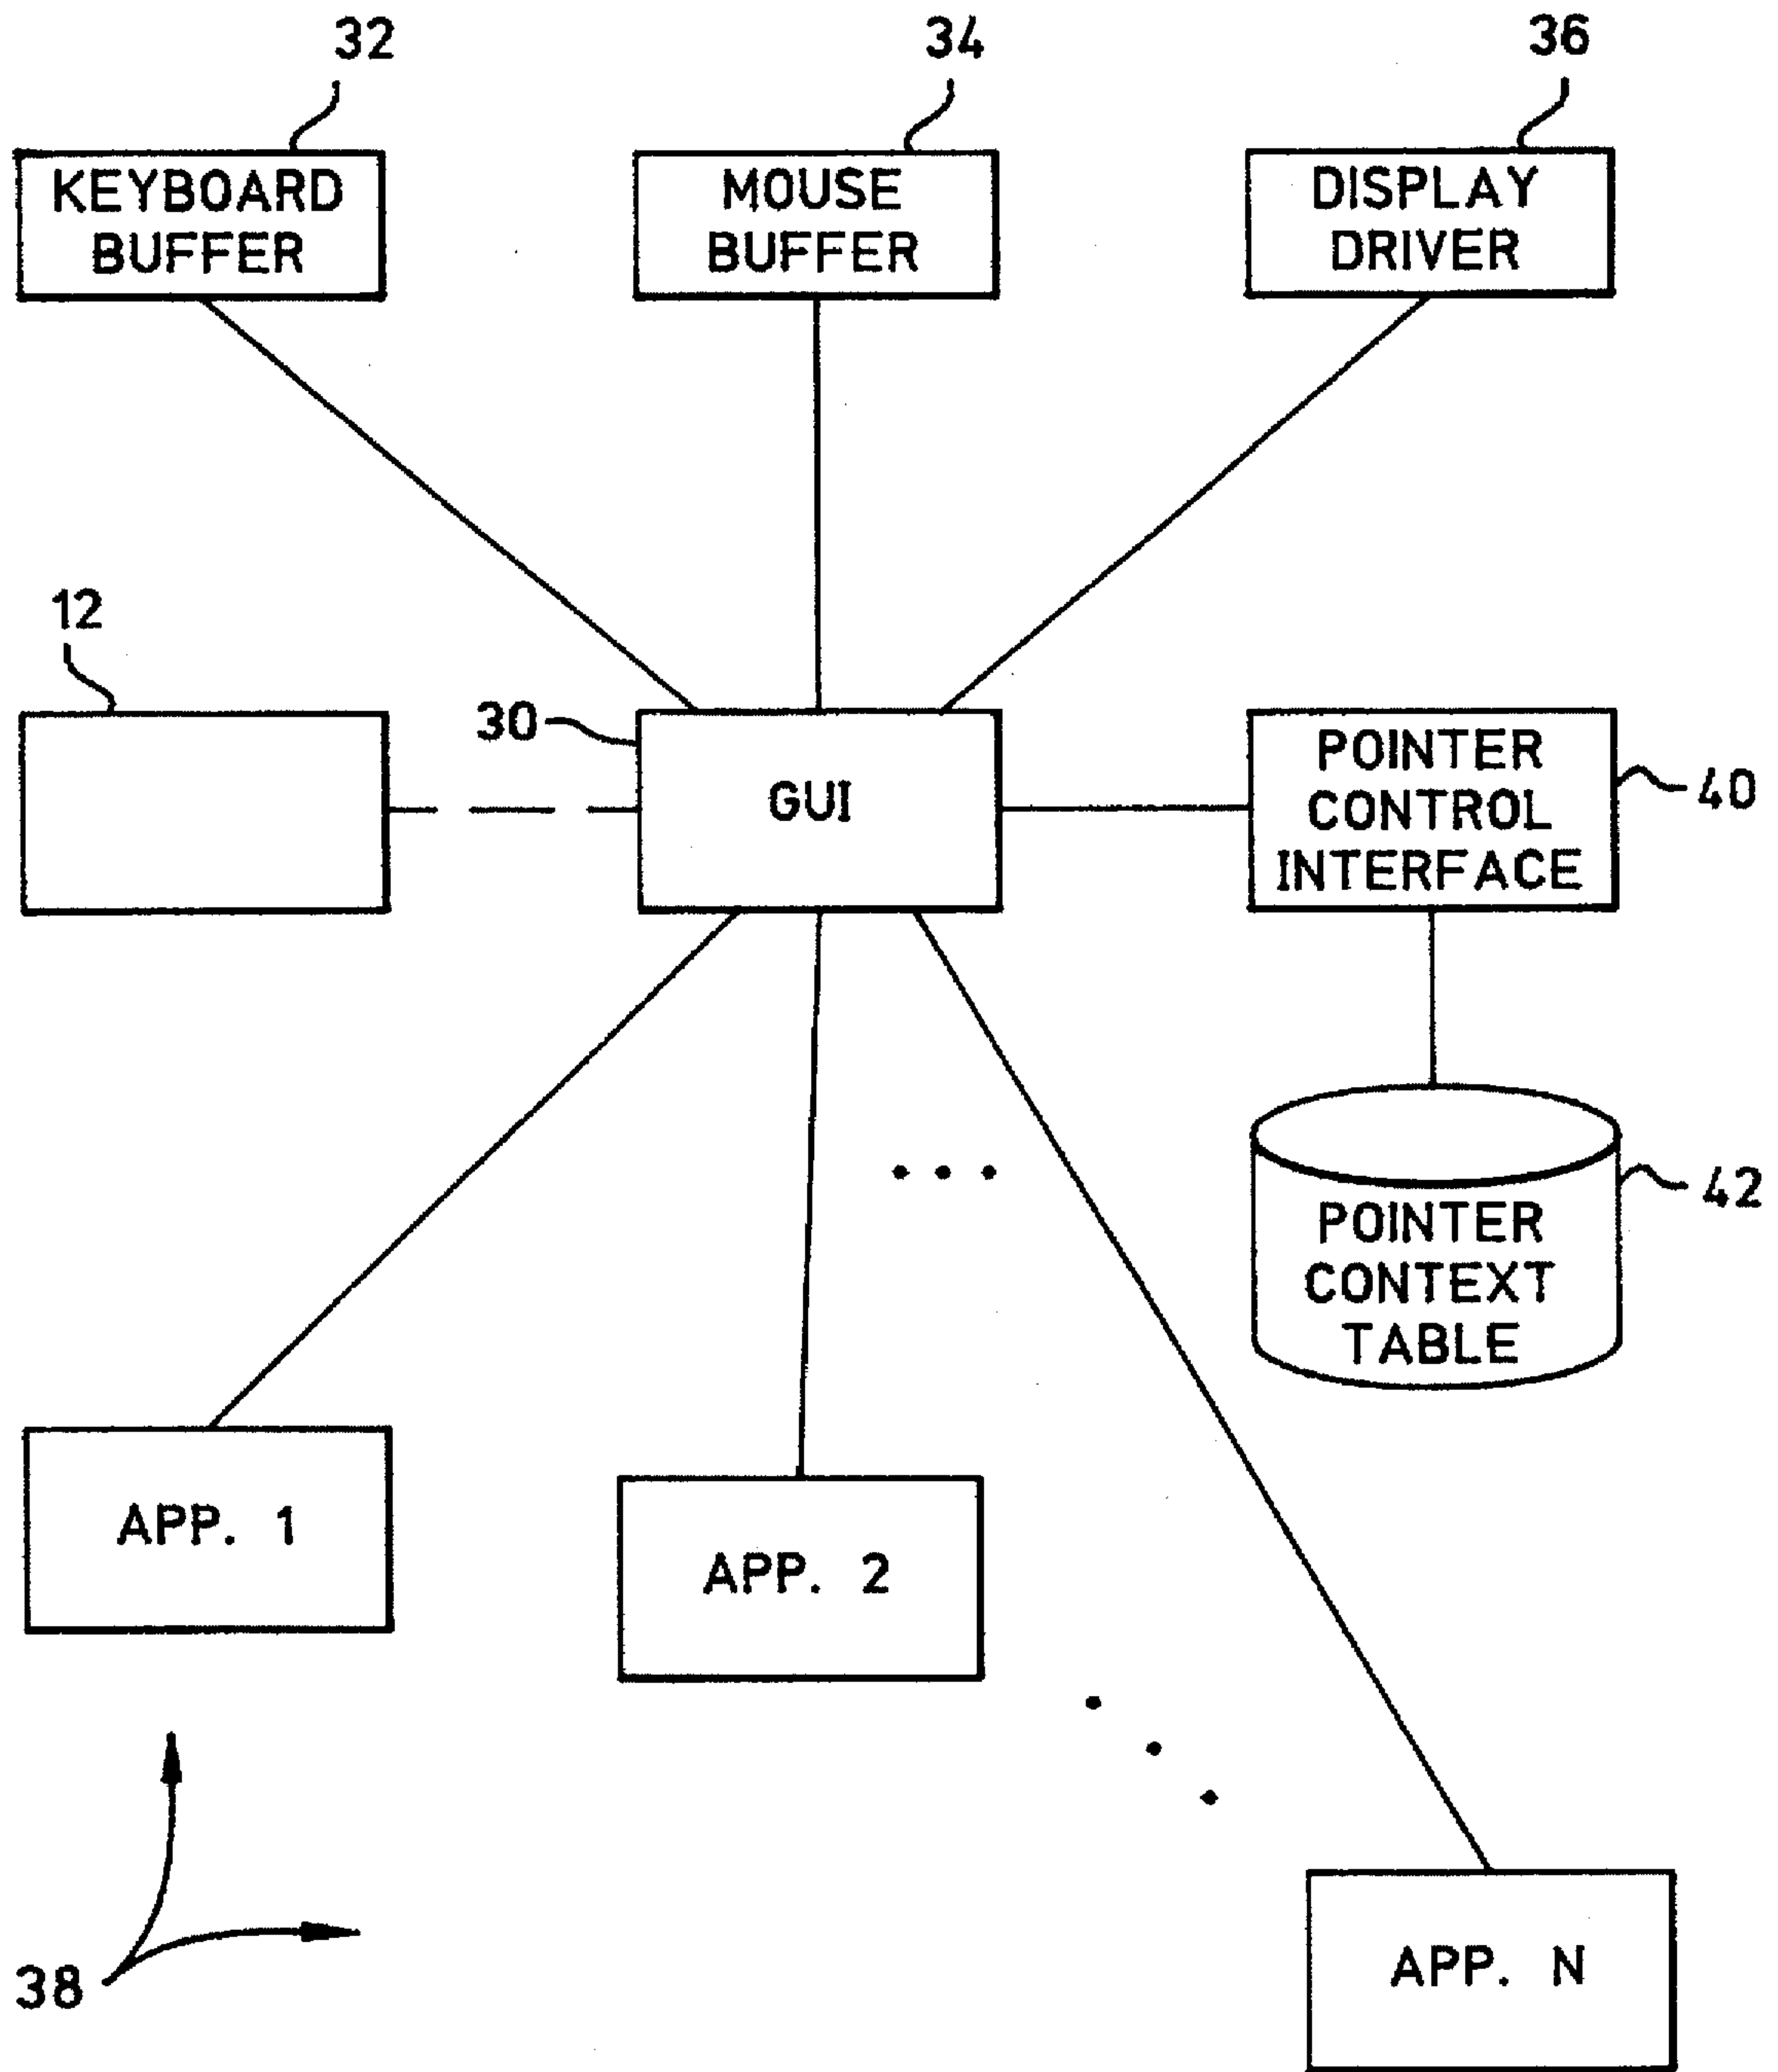 32
34
36
KEYBOARD
BUFFER
MOUSE
BUFFER
DISPLAY
DRIVER
12
30
GUI
POINTER
CONTROL
INTERFACE
40
POINTER
CONTEXT
TABLE
42
APP. 1
APP. 2
38
APP. N